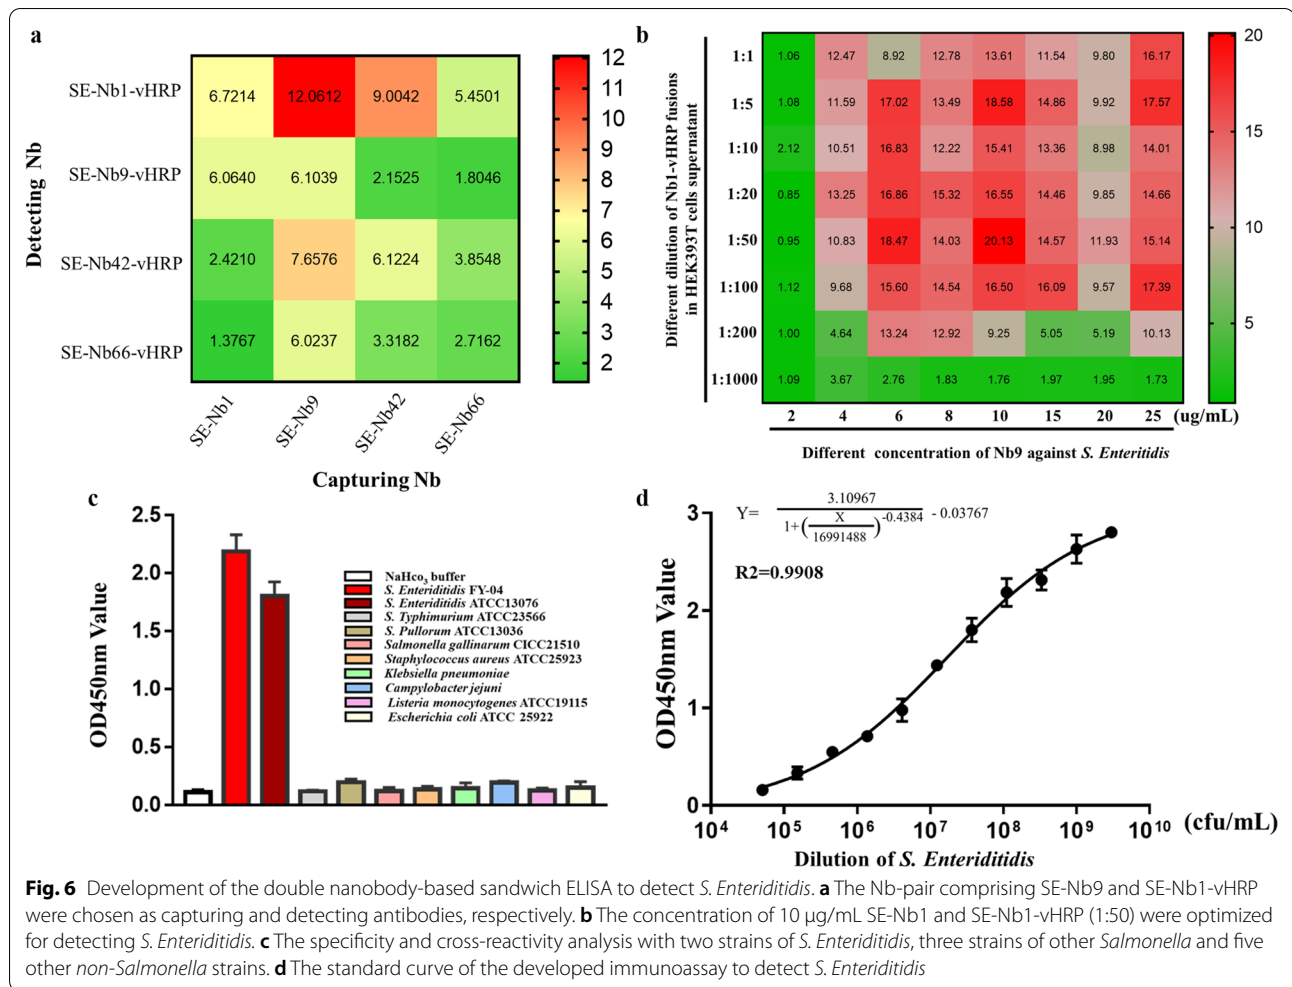 a
Detecting Nb
SE-Nb1-vHRP
6.7214 12.0612 9.0042 5.4501
SE-Nb9-vHRP
6.0640 6.1039 2.1525 1.8046
SE-Nb42-vHRP
2.4210 7.6576 6.1224 3.8548
SE-Nb66-vHRP
1.3767 6.0237 3.3182 2.7162
SE-Nb1 SE-Nb9 SE-Nb42 SE-Nb66
Capturing Nb
12
11
10
9
8
7
6
5
4
3
2
b
Different dilution of Nb1-vHRP fusions
in HEK393T cells supernatant
1:1 1.06 12.47 8.92 12.78 13.61 11.54 9.80 16.17
1:5 1.08 11.59 17.02 13.49 18.58 14.86 9.92 17.57
1:10 2.12 10.51 16.83 12.22 15.41 13.36 8.98 14.01
1:20 0.85 13.25 16.86 15.32 16.55 14.46 9.85 14.66
1:50 0.95 10.83 18.47 14.03 20.13 14.57 11.93 15.14
1:100 1.12 9.68 15.60 14.54 16.50 16.09 9.57 17.39
1:200 1.00 4.64 13.24 12.92 9.25 5.05 5.19 10.13
1:1000 1.09 3.67 2.76 1.83 1.76 1.97 1.95 1.73
2 4 6 8 10 15 20 25 (ug/mL)
Different concentration of Nb9 against S. Enteritidis
20
15
10
5
c
OD450nm Value
2.5
2.0
1.5
1.0
0.5
0.0
NaHco3 buffer
S. Enteriditidis FY-04
S. Enteriditidis ATCC13076
S. Typhimurium ATCC23566
S. Pullorum ATCC13036
Salmonella gallinarum CICC21510
Staphylococcus aureus ATCC25923
Klebsiella pneumoniae
Campylobacter jejuni
Listeria monocytogenes ATCC19115
Escherichia coli ATCC 25922
d
OD450nm Value
3
2
1
0
Y= 3.10967 / 1+(X/16991488)^-0.4384 - 0.03767
R2=0.9908
10^4 10^5 10^6 10^7 10^8 10^9 10^10 (cfu/mL)
Dilution of S. Enteriditidis
Fig. 6 Development of the double nanobody-based sandwich ELISA to detect S. Enteriditidis. a The Nb-pair comprising SE-Nb9 and SE-Nb1-vHRP
were chosen as capturing and detecting antibodies, respectively. b The concentration of 10 μg/mL SE-Nb1 and SE-Nb1-vHRP (1:50) were optimized
for detecting S. Enteriditidis. c The specificity and cross-reactivity analysis with two strains of S. Enteriditidis, three strains of other Salmonella and five
other non-Salmonella strains. d The standard curve of the developed immunoassay to detect S. Enteriditidis